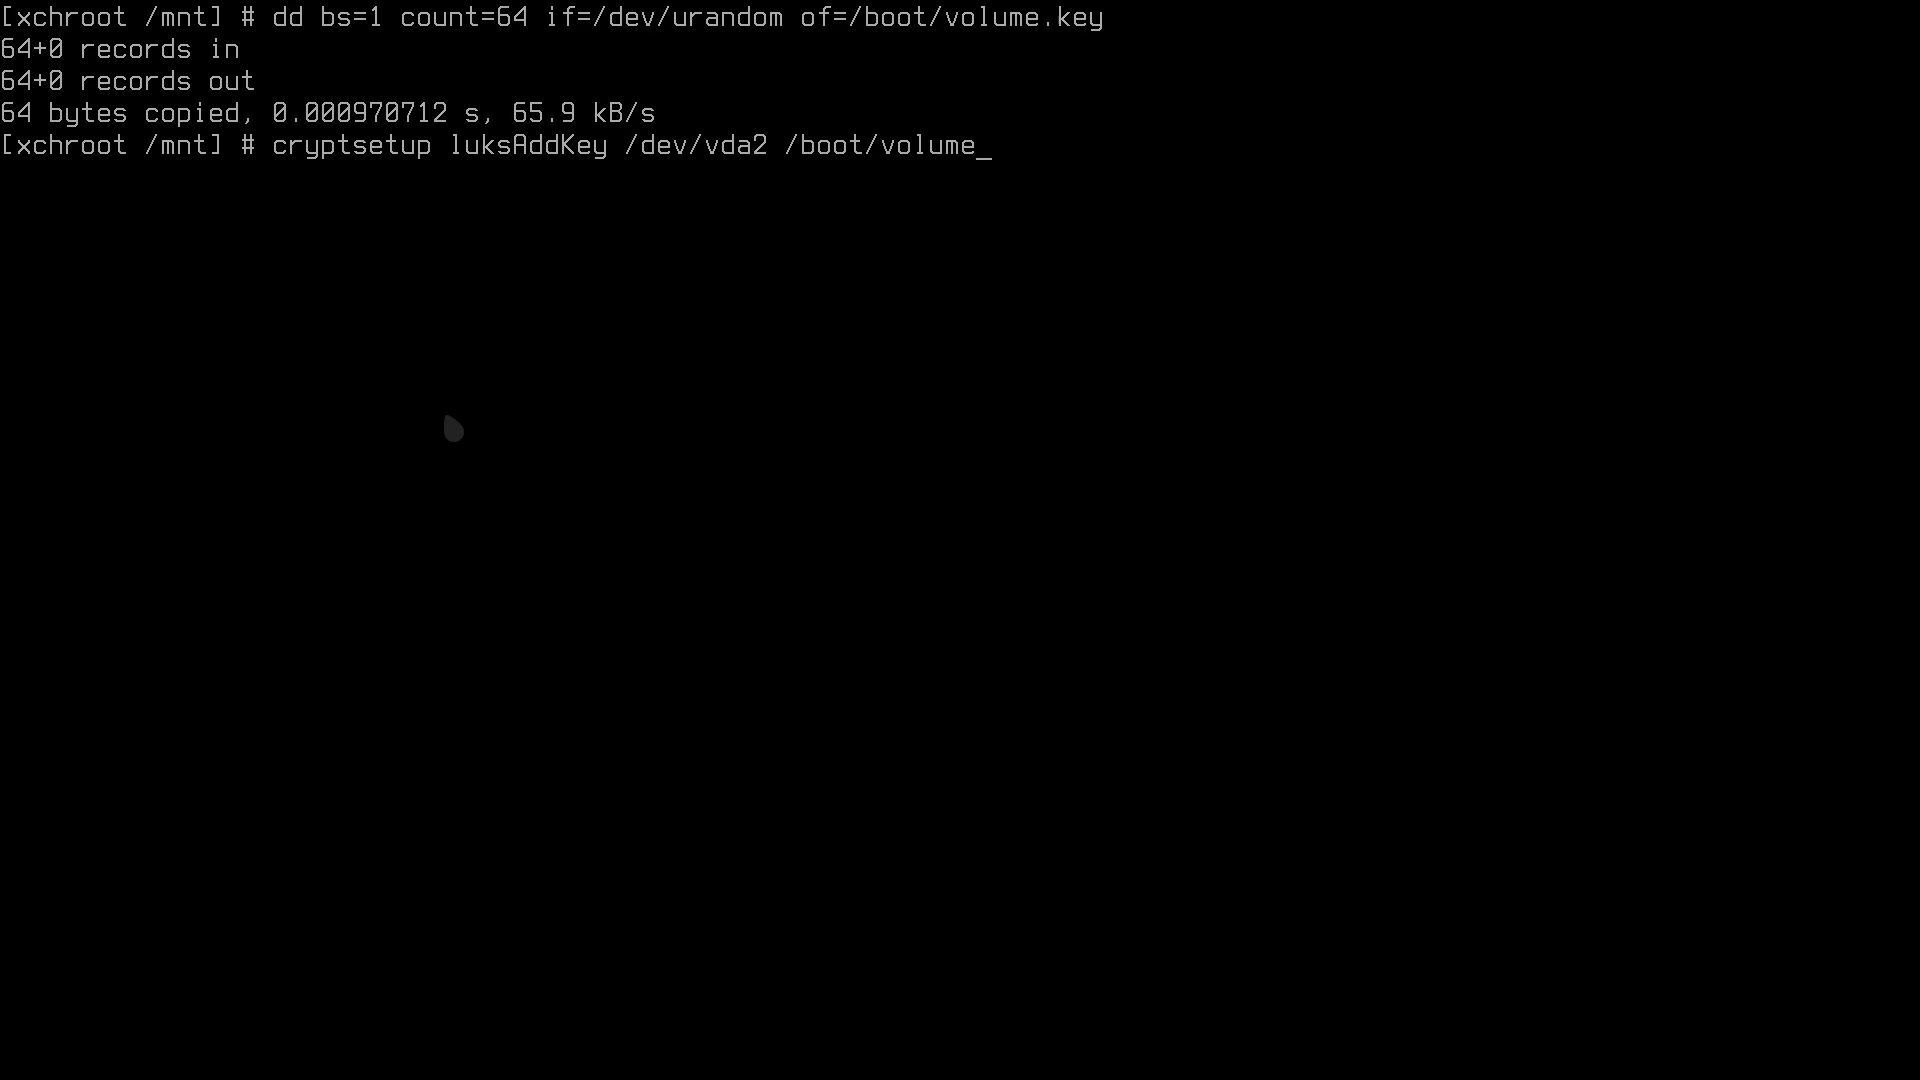 [xchroot /mnt] # dd bs=1 count=64 if=/dev/urandom of=/boot/volume.key
64+0 records in
64+0 records out
64 bytes copied, 0.000970712 s, 65.9 kB/s
[xchroot /mnt] # cryptsetup luksAddKey /dev/vda2 /boot/volume_